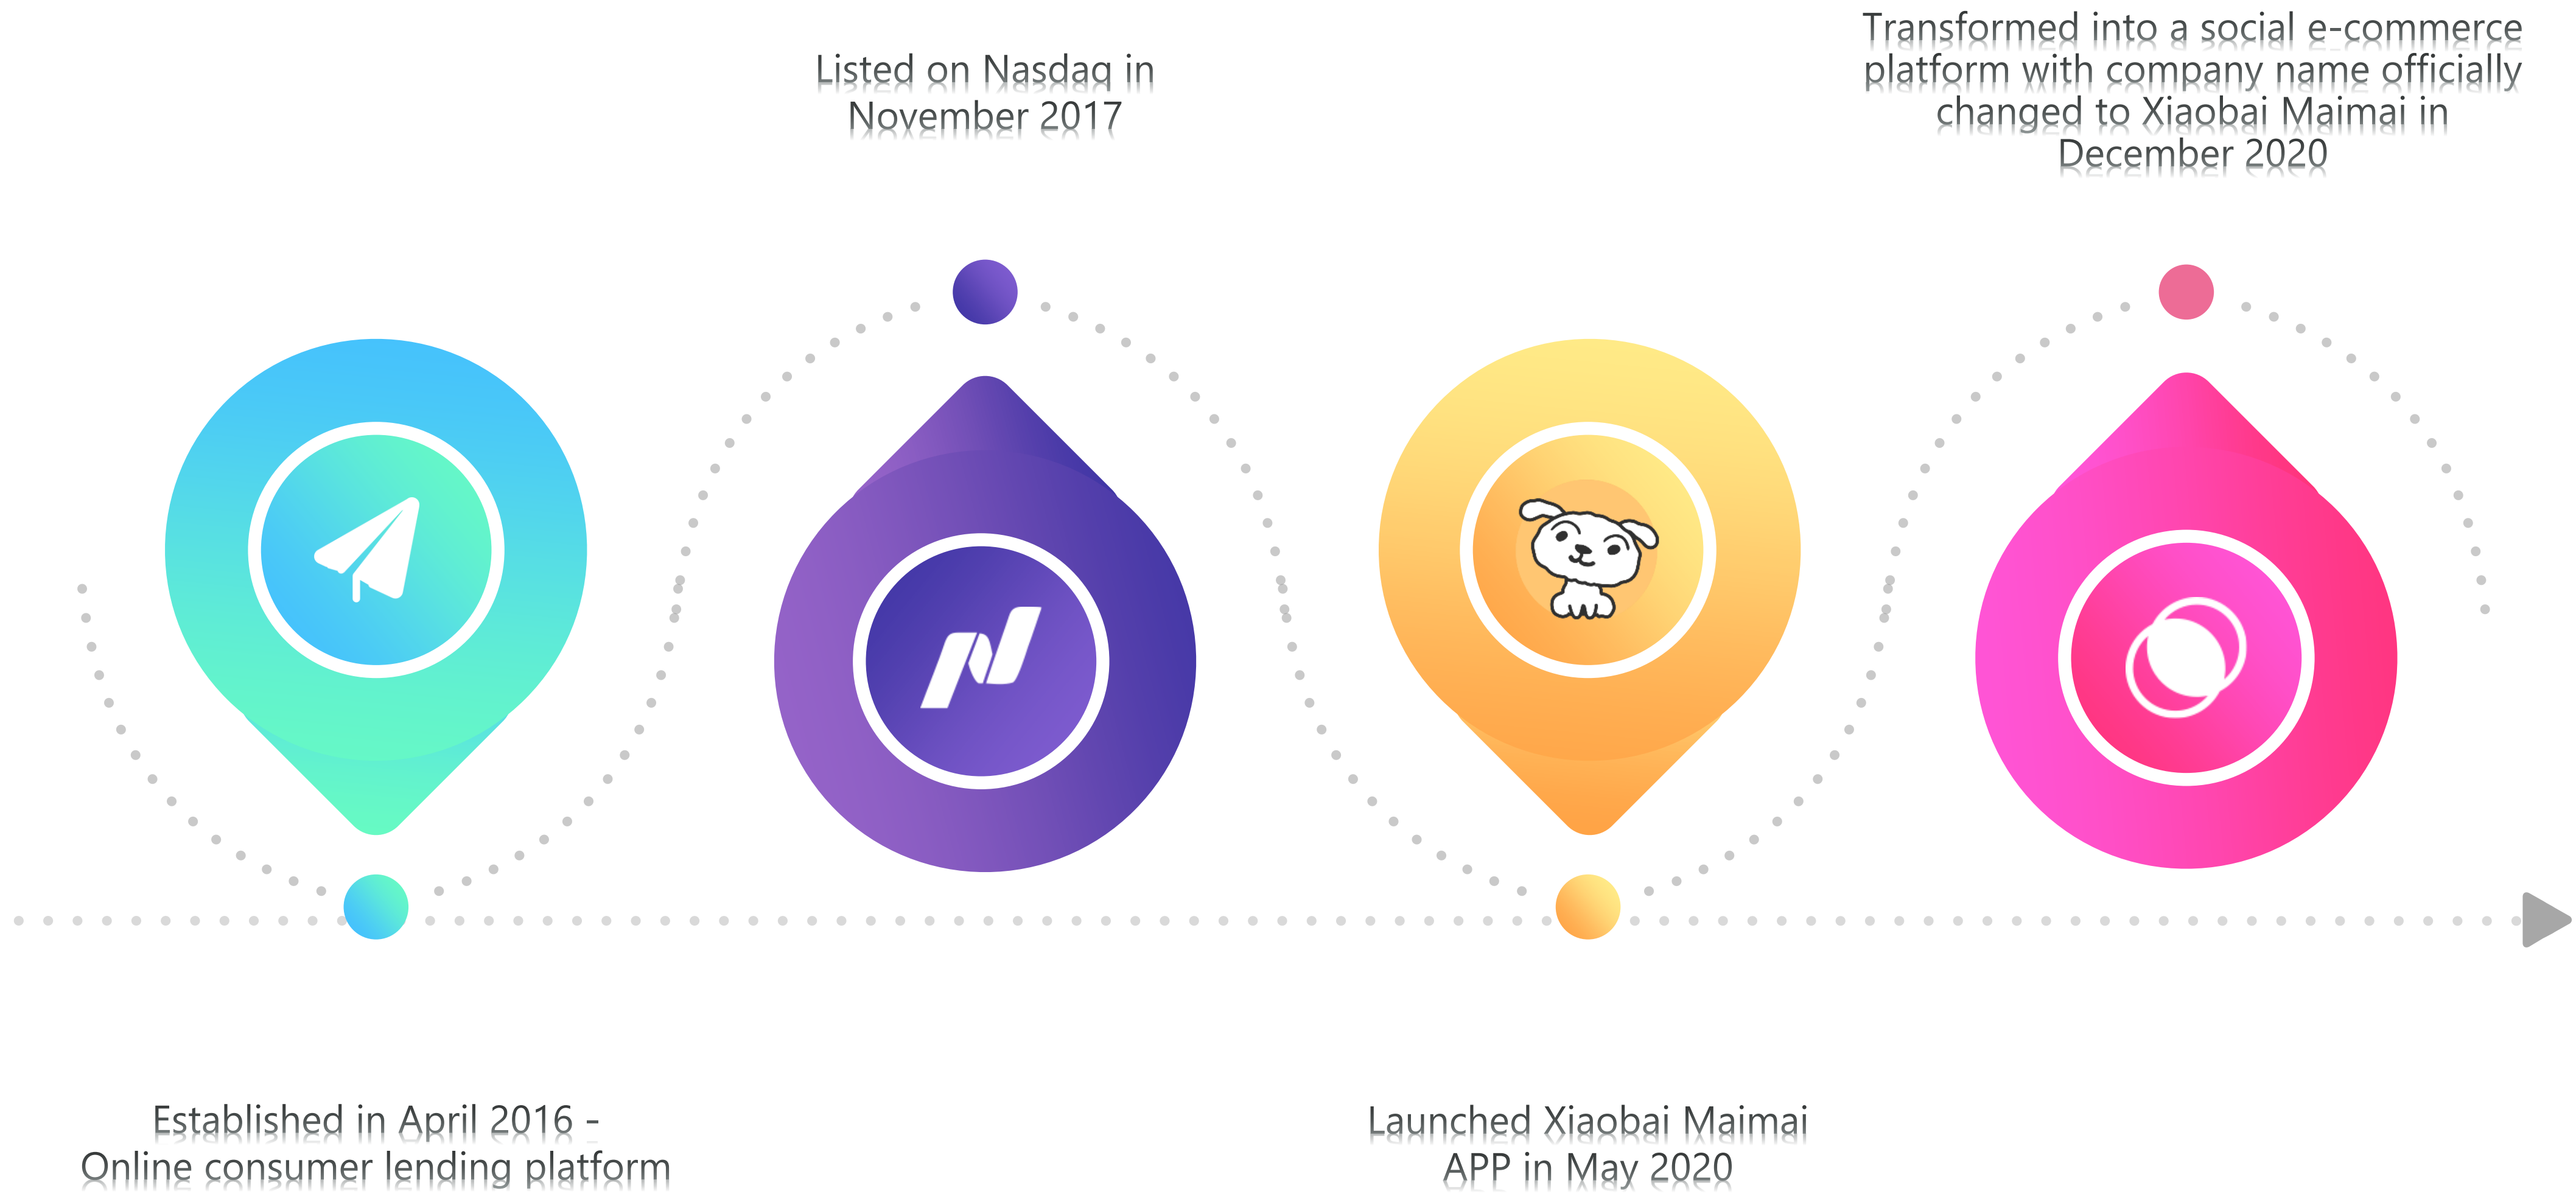 Established in April 2016 -
Online consumer lending platform
Listed on Nasdaq in
November 2017
Launched Xiaobai Maimai
APP in May 2020
Transformed into a social e-commerce
platform with company name officially
changed to Xiaobai Maimai in
December 2020